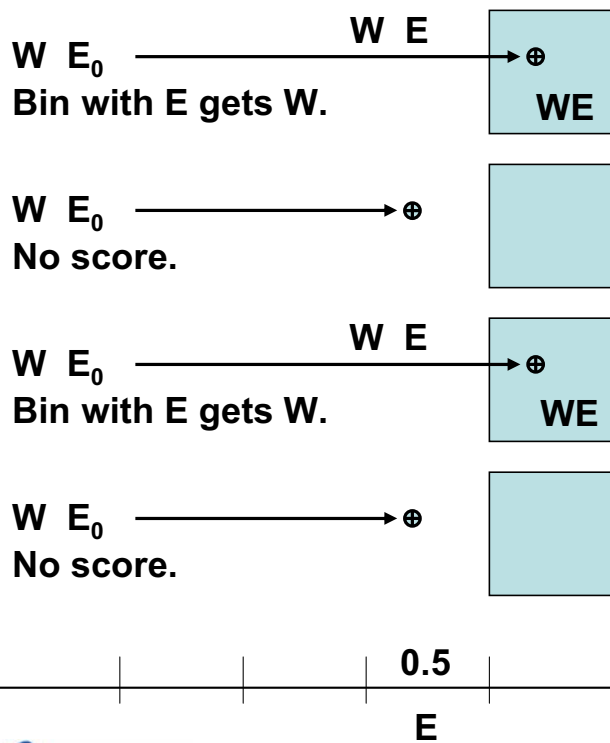 W E
W E₀
Bin with E gets W.
WE
W E₀
No score.
W E
W E₀
Bin with E gets W.
WE
W E₀
No score.
0.5
E